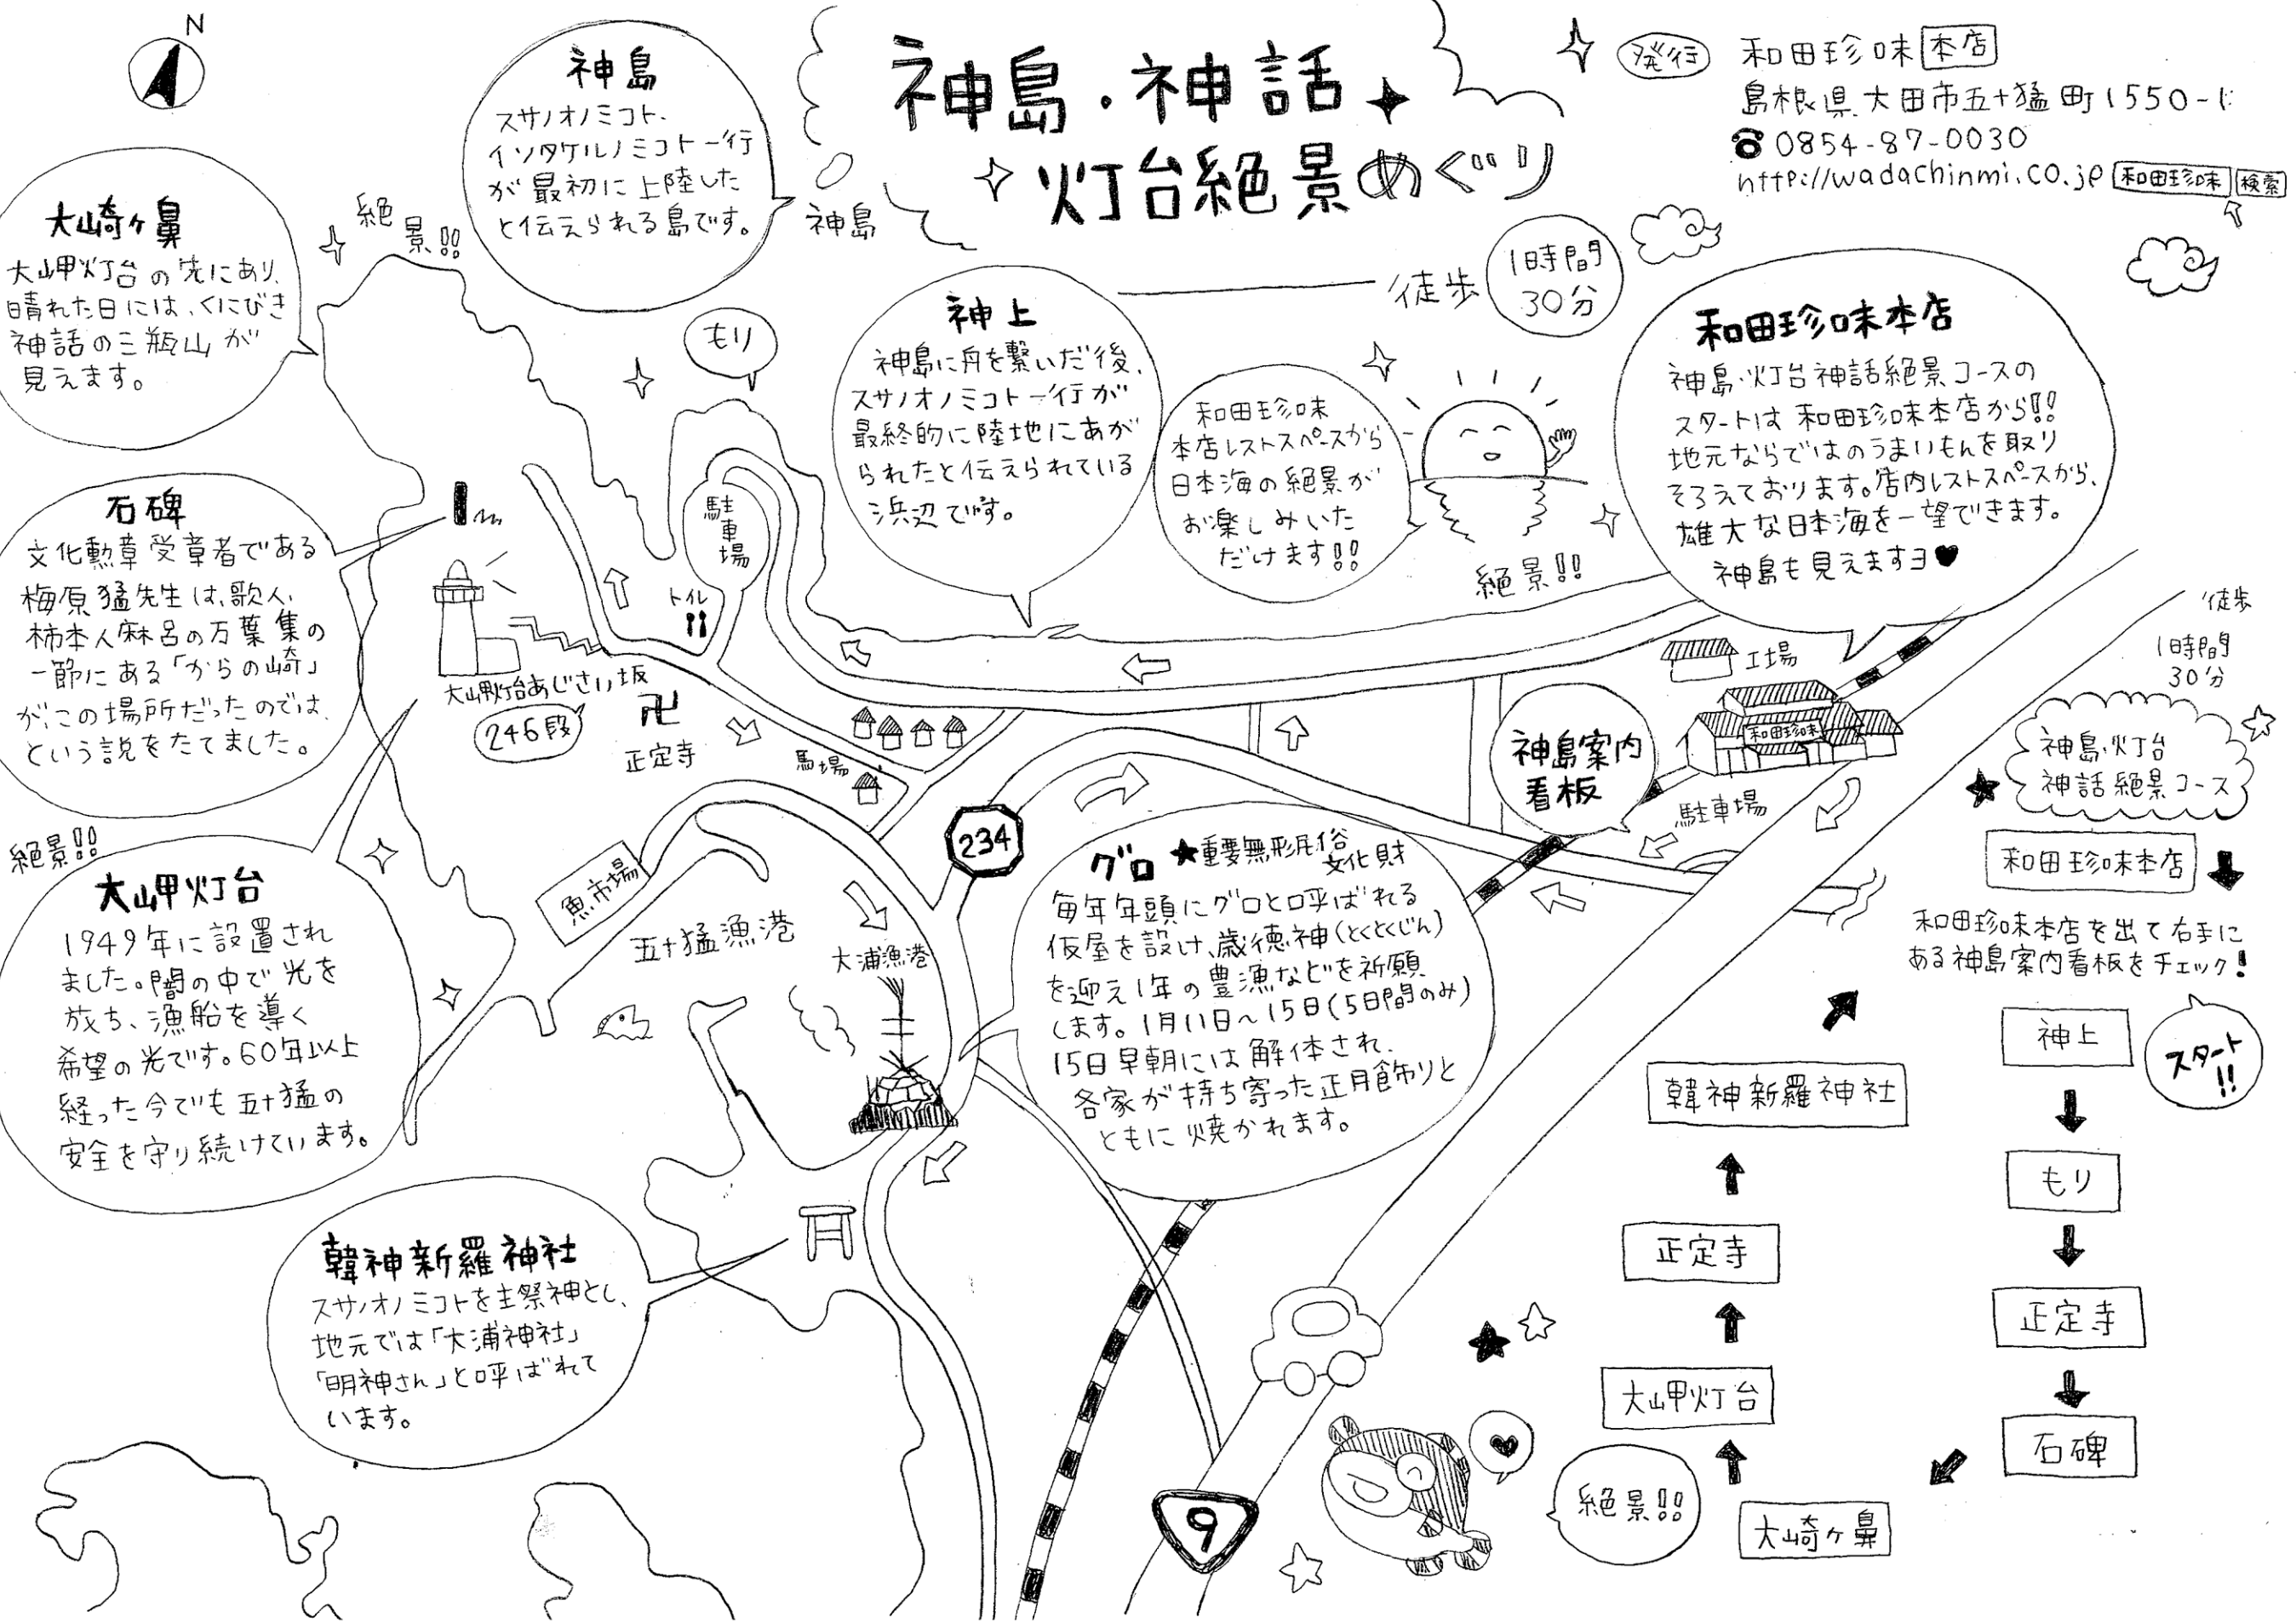 N
神島・神話
灯台絶景めぐり
発行
和田珍味 本店
島根県大田市五十猛町1550-1
☎0854-87-0030
http://wadachinmi.co.jp 和田珍味 検索
神島
スサノオノミコト、
イソタケルノミコト一行
が最初に上陸した
と伝えられる島です。
神島
大崎ヶ鼻
大岬灯台の先にあり、
晴れた日には、くにびき
神話の三瓶山が
見えます。
絶景!!
もり
神上
神島に舟を繋いだ後、
スサノオノミコト一行が
最終的に陸地にあが
られたと伝えられている
浜辺です。
徒歩
1時間
30分
和田珍味
本店レストスペースから
日本海の絶景が
お楽しみいた
だけます!!
絶景!!
和田珍味本店
神島・灯台神話絶景コースの
スタートは和田珍味本店から!!
地元ならではのうまいもんを取り
そろえております。店内レストスペースから、
雄大な日本海を一望できます。
神島も見えますヨ♥
石碑
文化勲章受章者である
梅原猛先生は、歌人、
柿本人麻呂の万葉集の
一節にある「からの崎」
が、この場所だったのでは、
という説をたてました。
駐車場
トイレ
大岬灯台あじさい坂
246段
卍
正定寺
馬場
工場
和田珍味
駐車場
神島案内
看板
234
絶景!!
大岬灯台
1949年に設置され
ました。闇の中で光を
放ち、漁船を導く
希望の光です。60年以上
経った今でも五十猛の
安全を守り続けています。
魚市場
五十猛漁港
大浦漁港
グロ ★重要無形民俗
文化財
毎年年頭にグロと呼ばれる
仮屋を設け、歳徳神(とくとくじん)
を迎え1年の豊漁などを祈願
します。1月11日〜15日(5日間のみ)
15日早朝には解体され、
各家が持ち寄った正月飾りと
ともに焼かれます。
韓神新羅神社
スサノオノミコトを主祭神とし、
地元では「大浦神社」
「明神さん」と呼ばれて
います。
9
徒歩
1時間
30分
神島・灯台
神話絶景コース
和田珍味本店
和田珍味本店を出て右手に
ある神島案内看板をチェック!
スタート
!!
神上
もり
正定寺
石碑
大崎ヶ鼻
絶景!!
大岬灯台
正定寺
韓神新羅神社